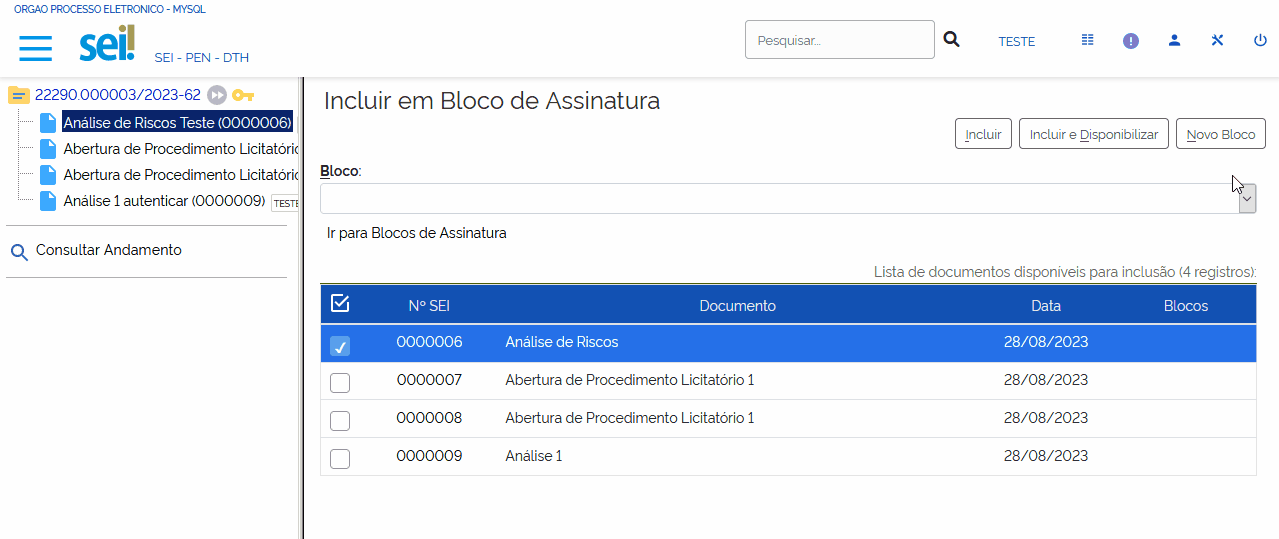 ORGAO PROCESSO ELETRONICO - MYSQL
sei!
SEI - PEN - DTH
Pesquisar...
TESTE
22290.000003/2023-62
Análise de Riscos Teste (0000006)
Abertura de Procedimento Licitatório
Abertura de Procedimento Licitatório
Análise 1 autenticar (0000009)
TESTE
Consultar Andamento
Incluir em Bloco de Assinatura
Incluir
Incluir e Disponibilizar
Novo Bloco
Bloco:
Ir para Blocos de Assinatura
Lista de documentos disponíveis para inclusão (4 registros):
Nº SEI Documento Data Blocos
0000006 Análise de Riscos 28/08/2023
0000007 Abertura de Procedimento Licitatório 1 28/08/2023
0000008 Abertura de Procedimento Licitatório 1 28/08/2023
0000009 Análise 1 28/08/2023